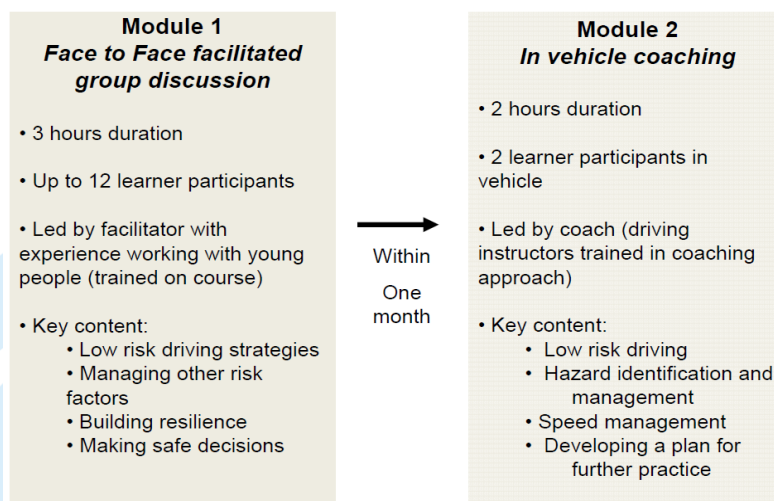 Module 1
Face to Face facilitated
group discussion
• 3 hours duration
• Up to 12 learner participants
• Led by facilitator with
experience working with young
people (trained on course)
• Key content:
• Low risk driving strategies
• Managing other risk
factors
• Building resilience
• Making safe decisions
Within
One
month
Module 2
In vehicle coaching
• 2 hours duration
• 2 learner participants in
vehicle
• Led by coach (driving
instructors trained in coaching
approach)
• Key content:
• Low risk driving
• Hazard identification and
management
• Speed management
• Developing a plan for
further practice